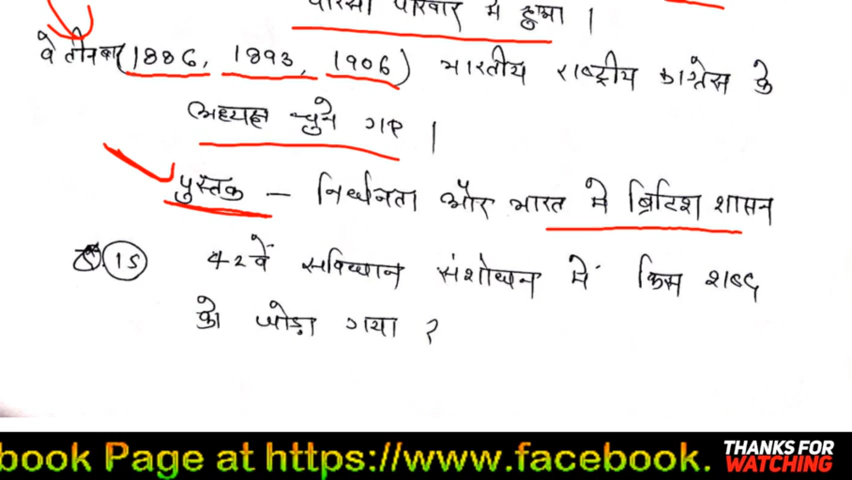 पारसी परिवार में हुआ।
वे तीन बार (1886, 1893, 1906) भारतीय राष्ट्रीय कांग्रेस के
अध्यक्ष चुने गए।
पुस्तक – निर्धनता और भारत में ब्रिटिश शासन
15 42वें सविधान संशोधन में किस शब्द
को जोड़ा गया?
book Page at https://www.facebook.
THANKS FOR
WATCHING